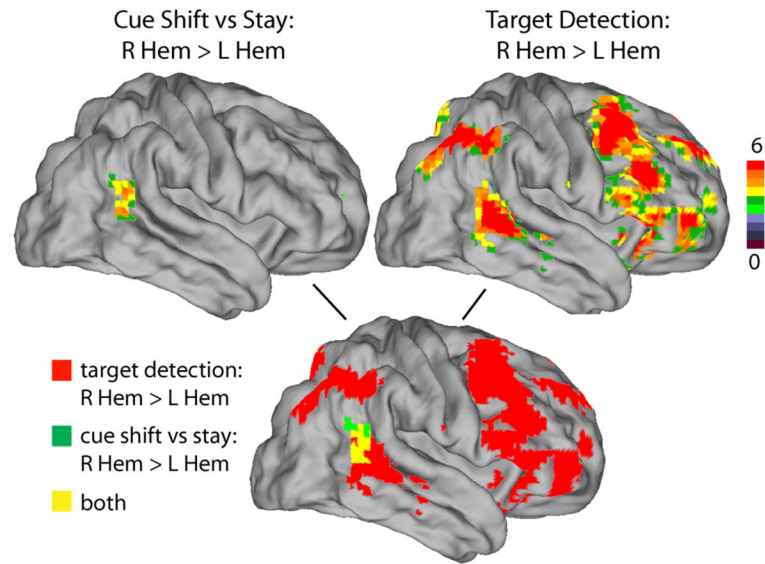 Cue Shift vs Stay:
R Hem > L Hem
Target Detection:
R Hem > L Hem
6
0
target detection:
R Hem > L Hem
cue shift vs stay:
R Hem > L Hem
both